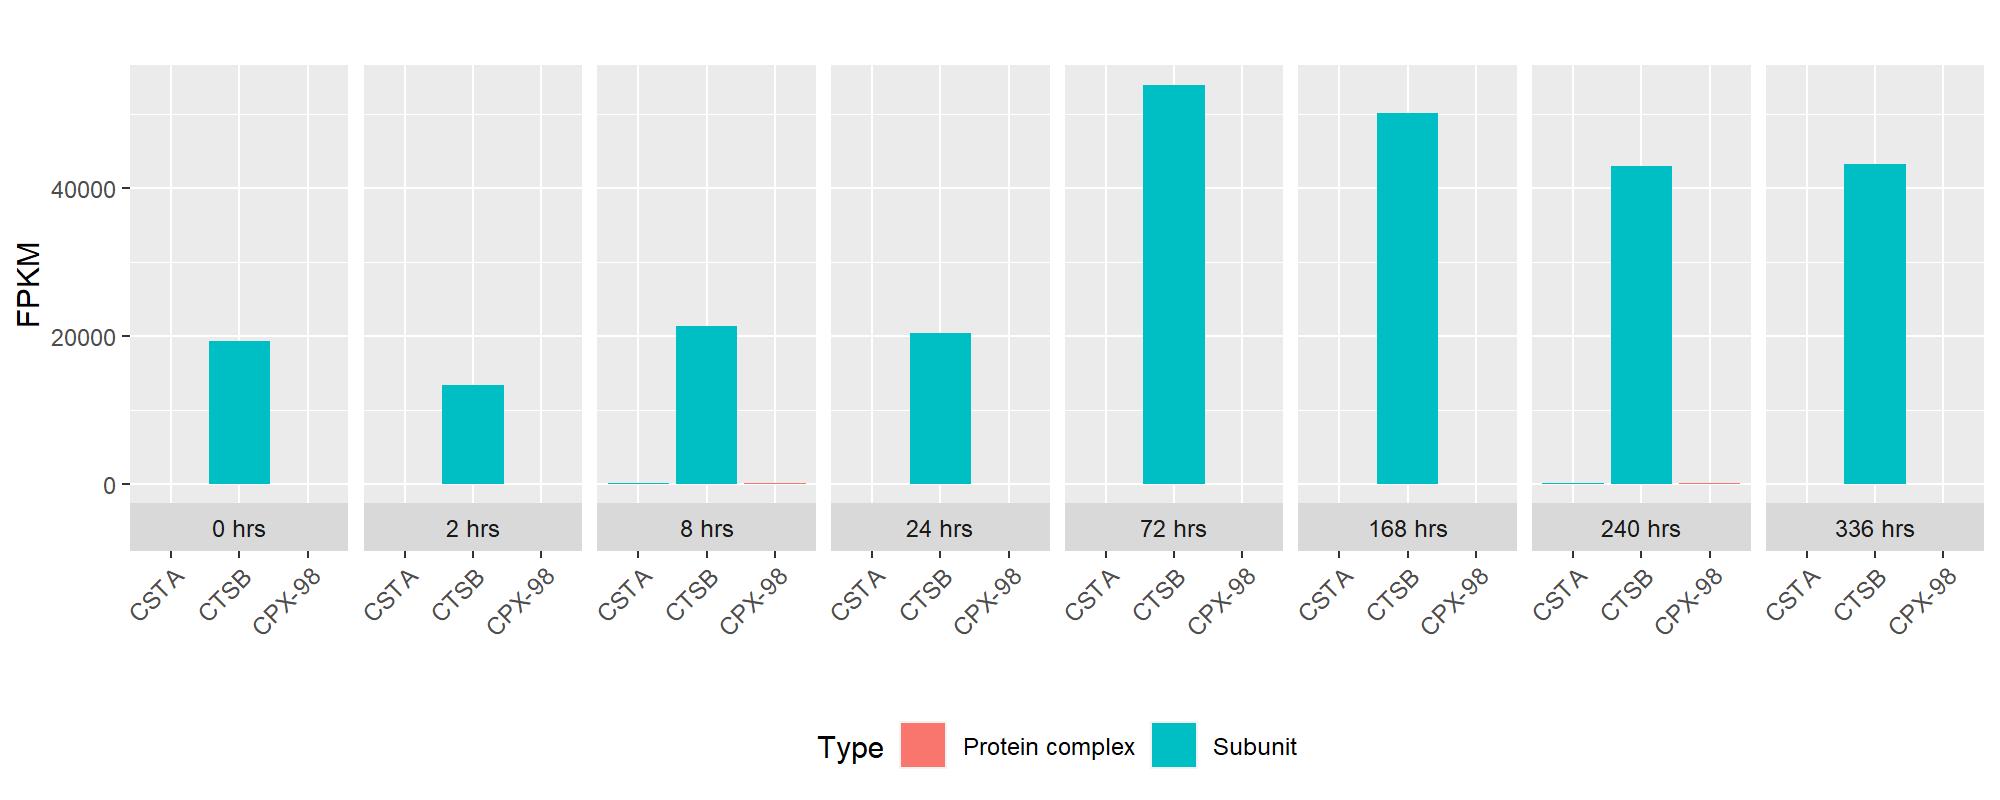 FPKM
40000
20000
0
0 hrs 2 hrs 8 hrs 24 hrs 72 hrs 168 hrs 240 hrs 336 hrs
CSTA CTSB CPX-98 CSTA CTSB CPX-98 CSTA CTSB CPX-98 CSTA CTSB CPX-98 CSTA CTSB CPX-98 CSTA CTSB CPX-98 CSTA CTSB CPX-98 CSTA CTSB CPX-98
Type Protein complex Subunit